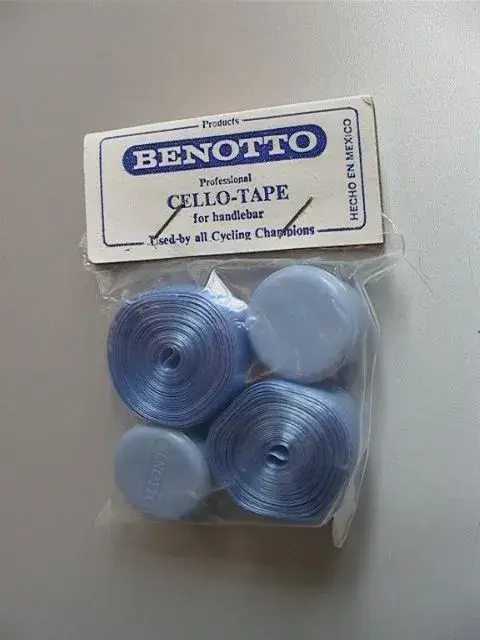 Products
BENOTTO
Professional
CELLO-TAPE
for handlebar
Used by all Cycling Champions
HECHO EN MEXICO